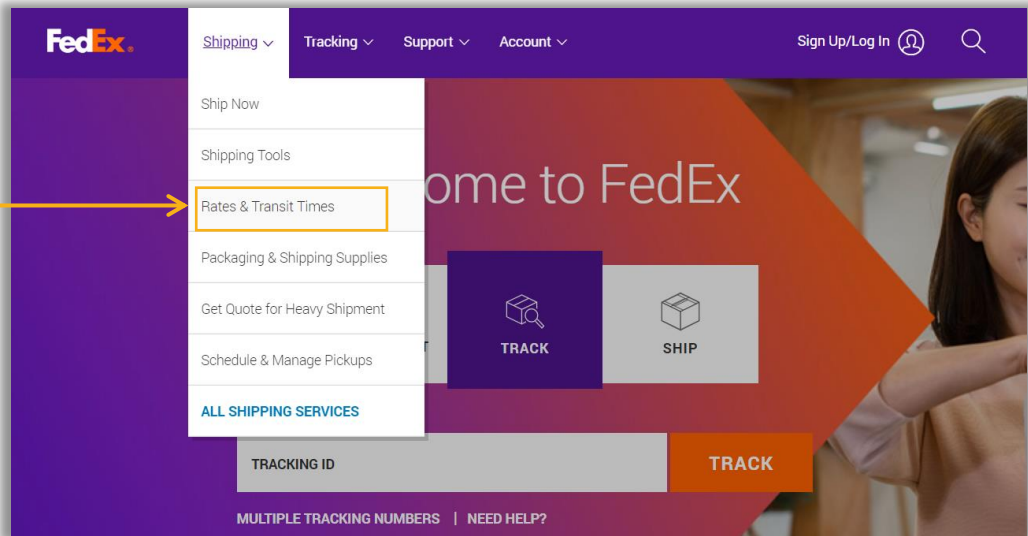 FedEx®
Shipping
Tracking
Support
Account
Sign Up/Log In
Ship Now
Shipping Tools
Rates & Transit Times
Packaging & Shipping Supplies
Get Quote for Heavy Shipment
Schedule & Manage Pickups
ALL SHIPPING SERVICES
ome to FedEx
T
TRACK
SHIP
TRACKING ID
TRACK
MULTIPLE TRACKING NUMBERS | NEED HELP?